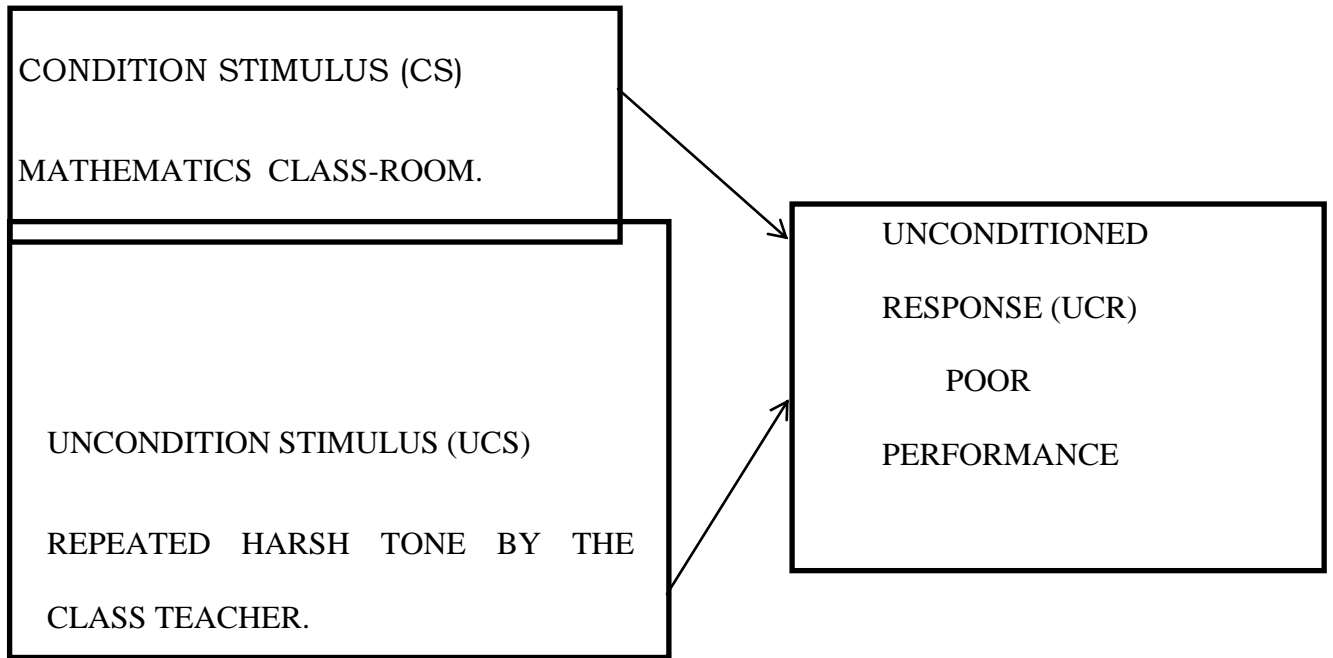 CONDITION STIMULUS (CS)
MATHEMATICS CLASS-ROOM.
UNCONDITION STIMULUS (UCS)
REPEATED HARSH TONE BY THE
CLASS TEACHER.
UNCONDITIONED
RESPONSE (UCR)
POOR
PERFORMANCE